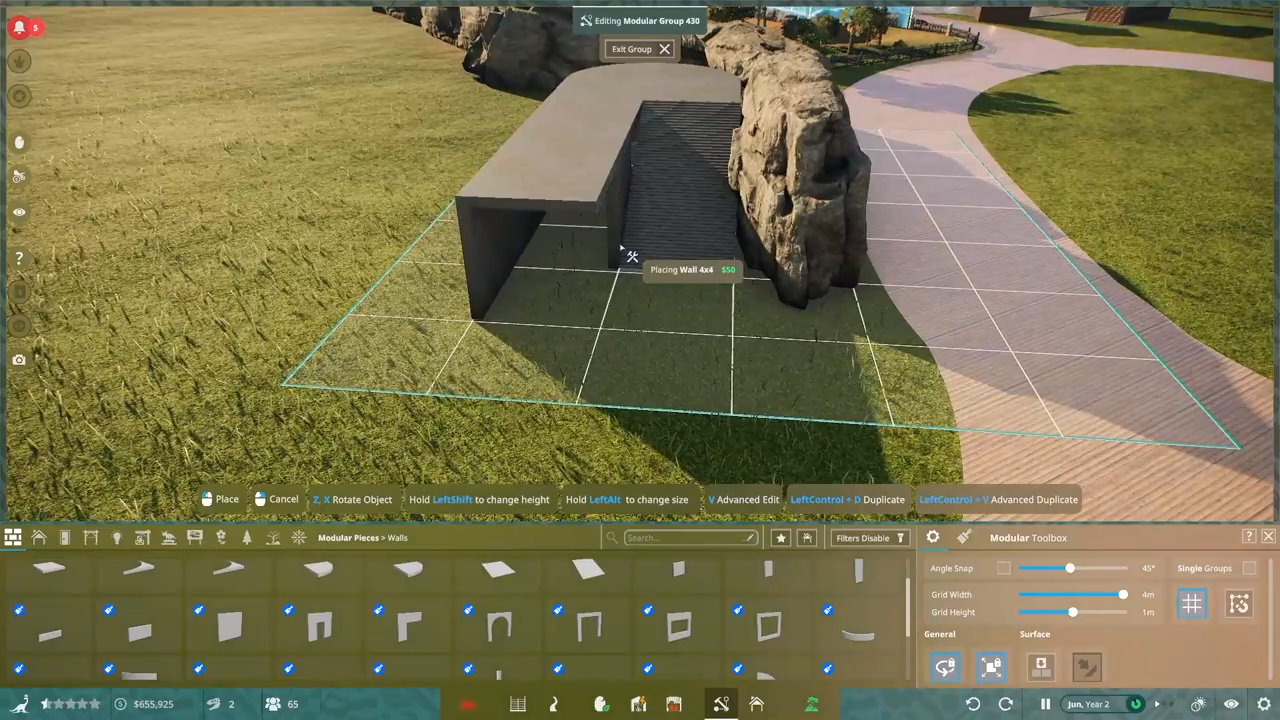 5
Editing Modular Group 430
Exit Group
Placing Wall 4x4 $50
Place
Cancel
Z, X Rotate Object
Hold LeftShift to change height
Hold LeftAlt to change size
V Advanced Edit
LeftControl + D Duplicate
LeftControl + V Advanced Duplicate
Modular Pieces > Walls
Search...
Filters Disable
Modular Toolbox
?
Angle Snap
45°
Single Groups
Grid Width
4m
Grid Height
1m
General
Surface
$655,925
2
65
Jun, Year 2